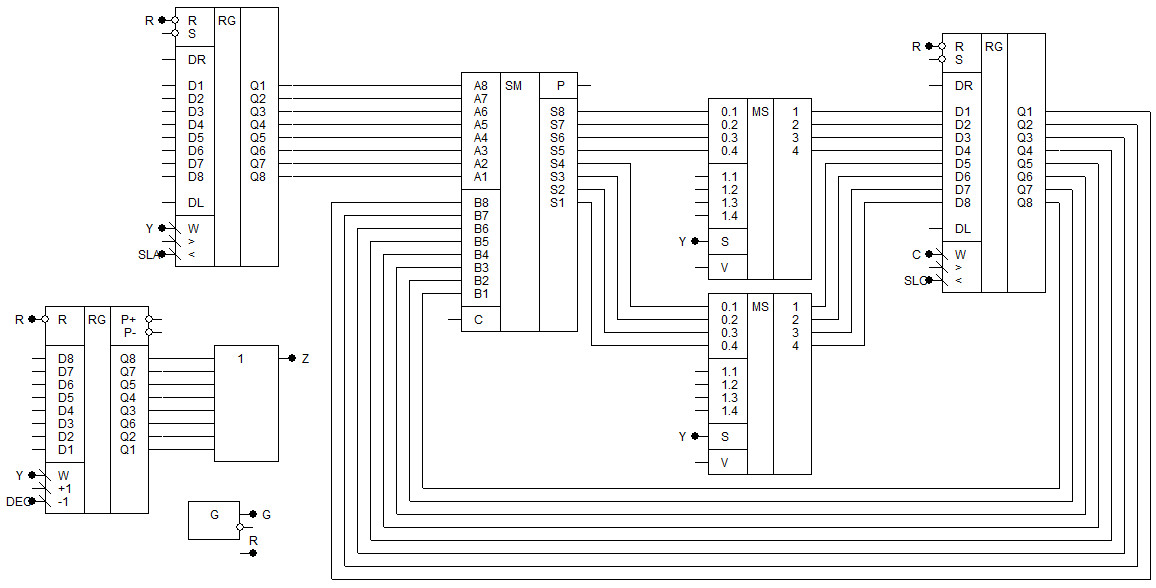 R R RG
S
DR
D1 Q1
D2 Q2
D3 Q3
D4 Q4
D5 Q5
D6 Q6
D7 Q7
D8 Q8
DL
Y W
>
SLA <
A8 SM P
A7
A6 S8
A5 S7
A4 S6
A3 S5
A2 S4
A1 S3
S2
B8 S1
B7
B6
B5
B4
B3
B2
B1
C
0.1 MS 1
0.2 2
0.3 3
0.4 4
1.1
1.2
1.3
1.4
Y S
V
0.1 MS 1
0.2 2
0.3 3
0.4 4
1.1
1.2
1.3
1.4
Y S
V
R R RG
S
DR
D1 Q1
D2 Q2
D3 Q3
D4 Q4
D5 Q5
D6 Q6
D7 Q7
D8 Q8
DL
C W
>
SLC <
R R RG P+
P-
D8 Q8
D7 Q7
D6 Q5
D5 Q4
D4 Q3
D3 Q6
D2 Q2
D1 Q1
Y W
+1
DEC -1
1 Z
G G
R